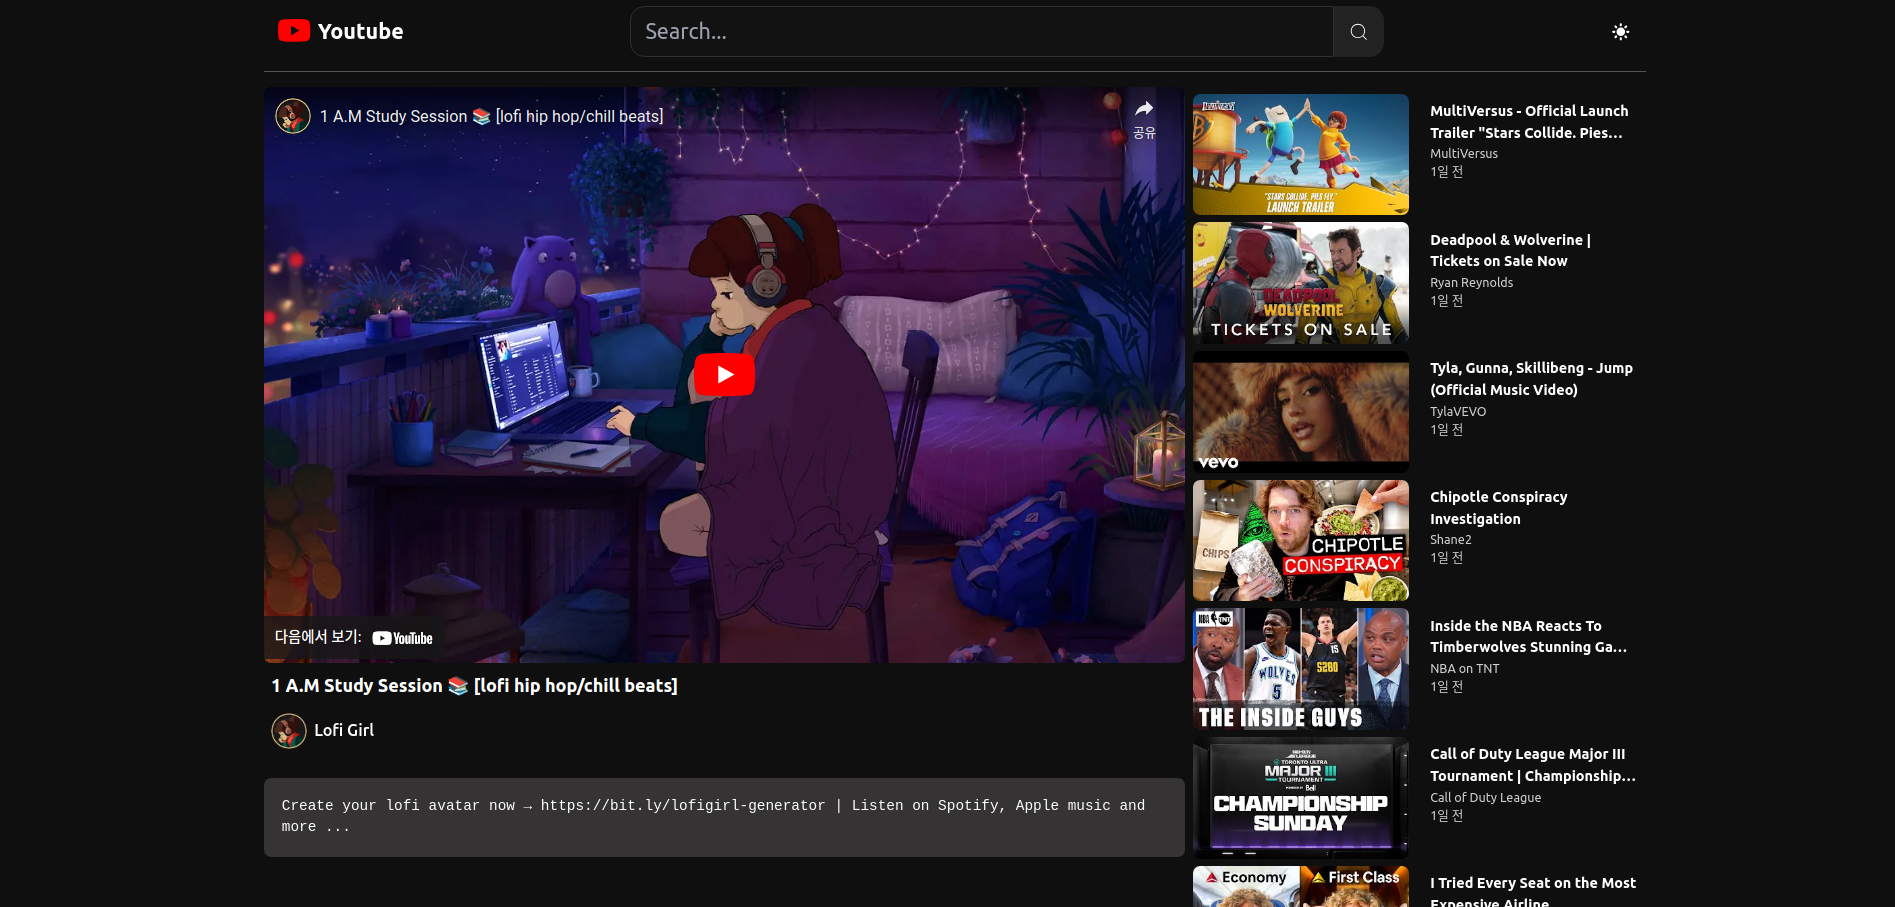 Youtube
Search...
1 A.M Study Session 📚 [lofi hip hop/chill beats]
공유
다음에서 보기: YouTube
1 A.M Study Session 📚 [lofi hip hop/chill beats]
Lofi Girl
Create your lofi avatar now → https://bit.ly/lofigirl-generator | Listen on Spotify, Apple music and
more ...
"STARS COLLIDE. PIES FLY."
LAUNCH TRAILER
MultiVersus - Official Launch
Trailer "Stars Collide. Pies...
MultiVersus
1일 전
DEADPOOL
WOLVERINE
TICKETS ON SALE
Deadpool & Wolverine |
Tickets on Sale Now
Ryan Reynolds
1일 전
vevo
Tyla, Gunna, Skillibeng - Jump
(Official Music Video)
TylaVEVO
1일 전
CHIPS
CHIPOTLE
CONSPIRACY
Chipotle Conspiracy
Investigation
Shane2
1일 전
NBA TNT
WOLVES
5
15
5280
THE INSIDE GUYS
Inside the NBA Reacts To
Timberwolves Stunning Ga...
NBA on TNT
1일 전
TORONTO ULTRA
MAJOR III
TOURNAMENT
Bell
CHAMPIONSHIP
SUNDAY
Call of Duty League Major III
Tournament | Championship...
Call of Duty League
1일 전
Economy
First Class
I Tried Every Seat on the Most
Expensive Airline